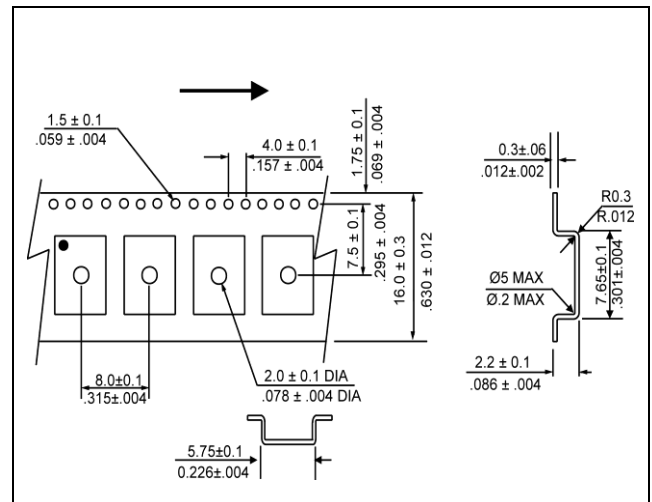 1.5 ± 0.1
.059 ± .004
4.0 ± 0.1
.157 ± .004
1.75 ± 0.1
.069 ± .004
0.3±.06
.012±.002
R0.3
R.012
7.5 ± 0.1
.295 ± .004
16.0 ± 0.3
.630 ± .012
7.65±0.1
.301±.004
Ø5 MAX
Ø.2 MAX
8.0±0.1
.315±.004
2.0 ± 0.1 DIA
.078 ± .004 DIA
2.2 ± 0.1
.086 ± .004
5.75±0.1
0.226±.004